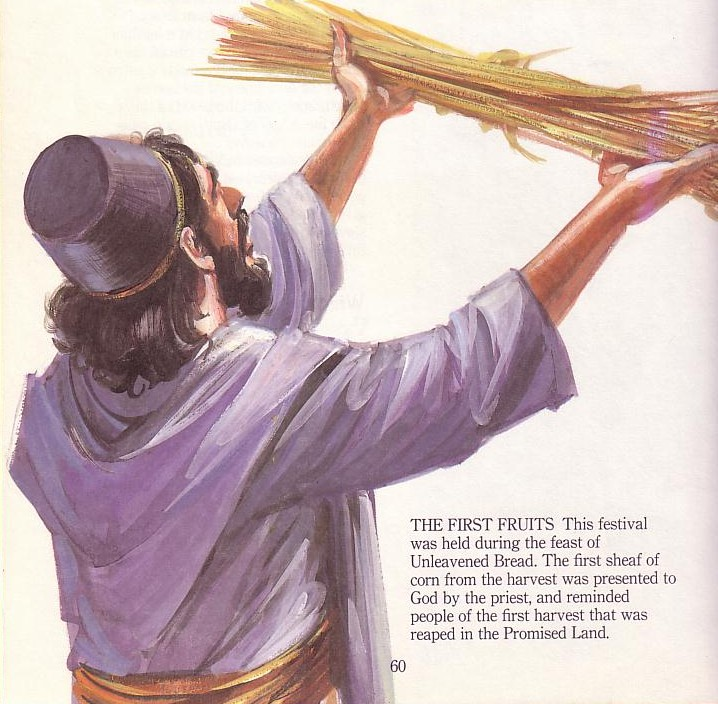 THE FIRST FRUITS This festival
was held during the feast of
Unleavened Bread. The first sheaf of
corn from the harvest was presented to
God by the priest, and reminded
people of the first harvest that was
reaped in the Promised Land.
60